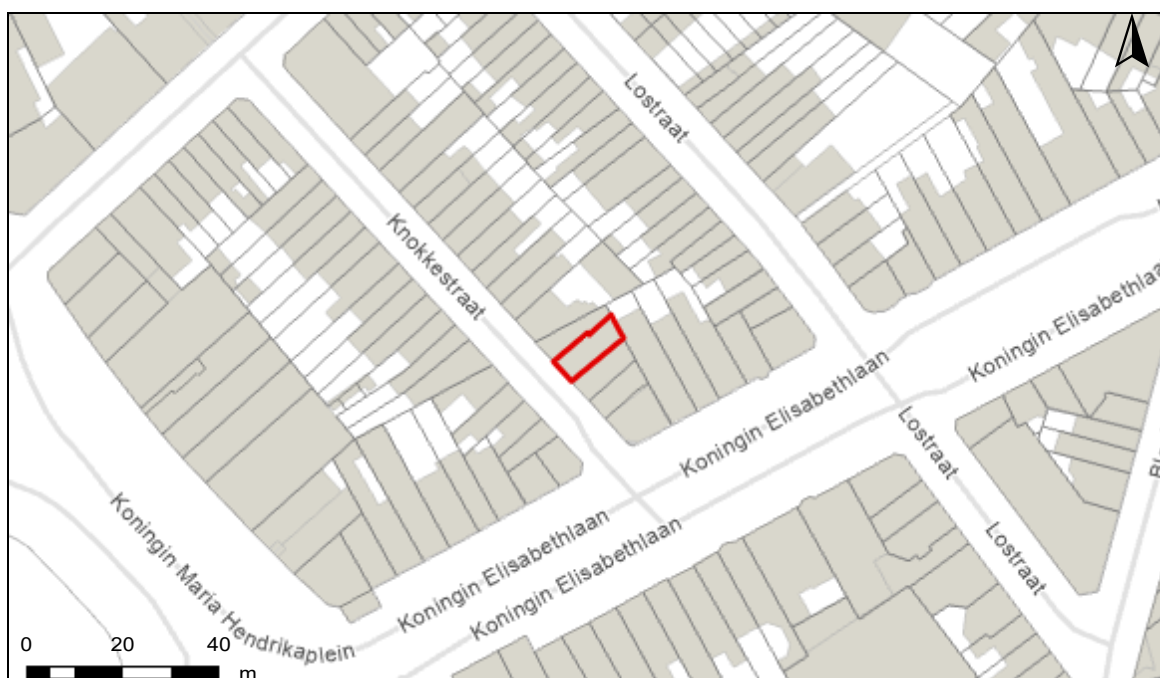 Lostraat
Knokkestraat
Koningin-Elisabethlaan
Koningin-Elisabethlaan
Lostraat
Koningin-Maria-Hendrikaplein
Koningin-Elisabethlaan
Koningin-Elisabethlaan
Lostraat
0 20 40
m